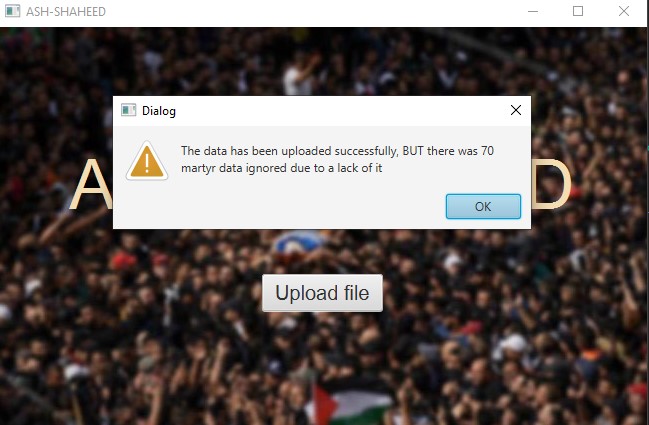 ASH-SHAHEED
Dialog
The data has been uploaded successfully, BUT there was 70
martyr data ignored due to a lack of it
OK
A D
Upload file